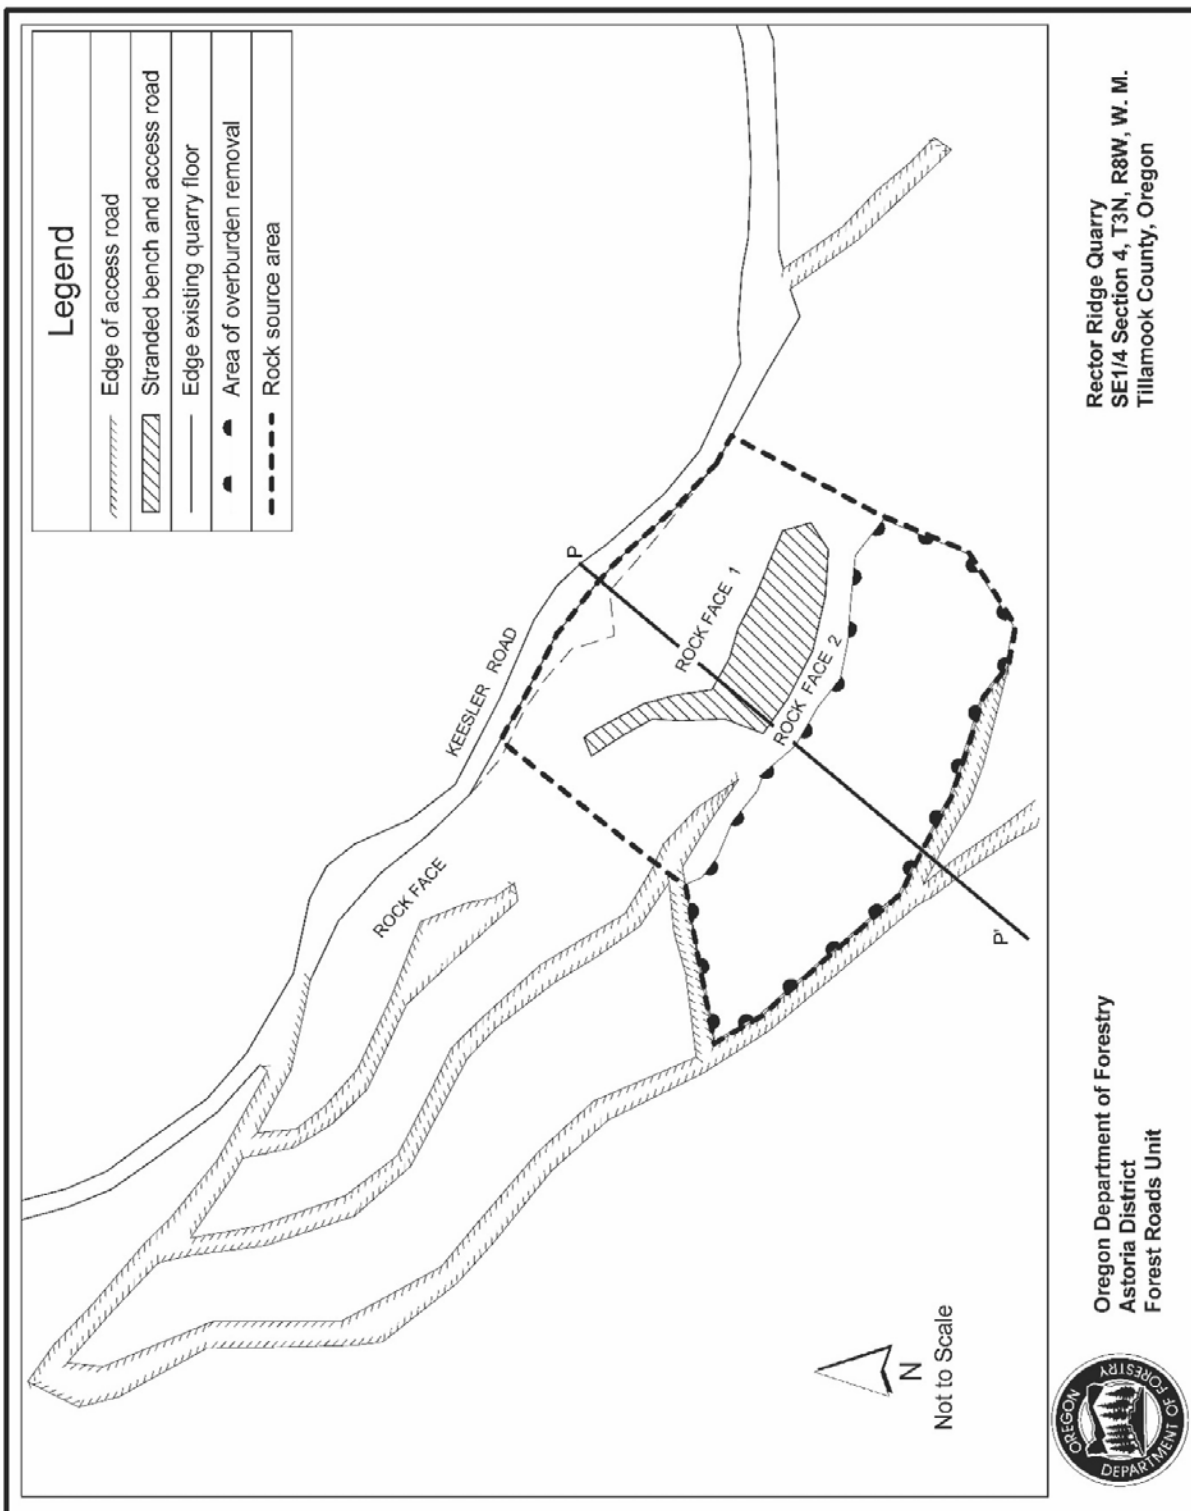 Legend
Edge of access road
Stranded bench and access road
Edge existing quarry floor
Area of overburden removal
Rock source area
KEESLER ROAD
P
ROCK FACE
ROCK FACE 1
ROCK FACE 2
P'
N
Not to Scale
OREGON
DEPARTMENT OF FORESTRY
Oregon Department of Forestry
Astoria District
Forest Roads Unit
Rector Ridge Quarry
SE1/4 Section 4, T3N, R8W, W. M.
Tillamook County, Oregon